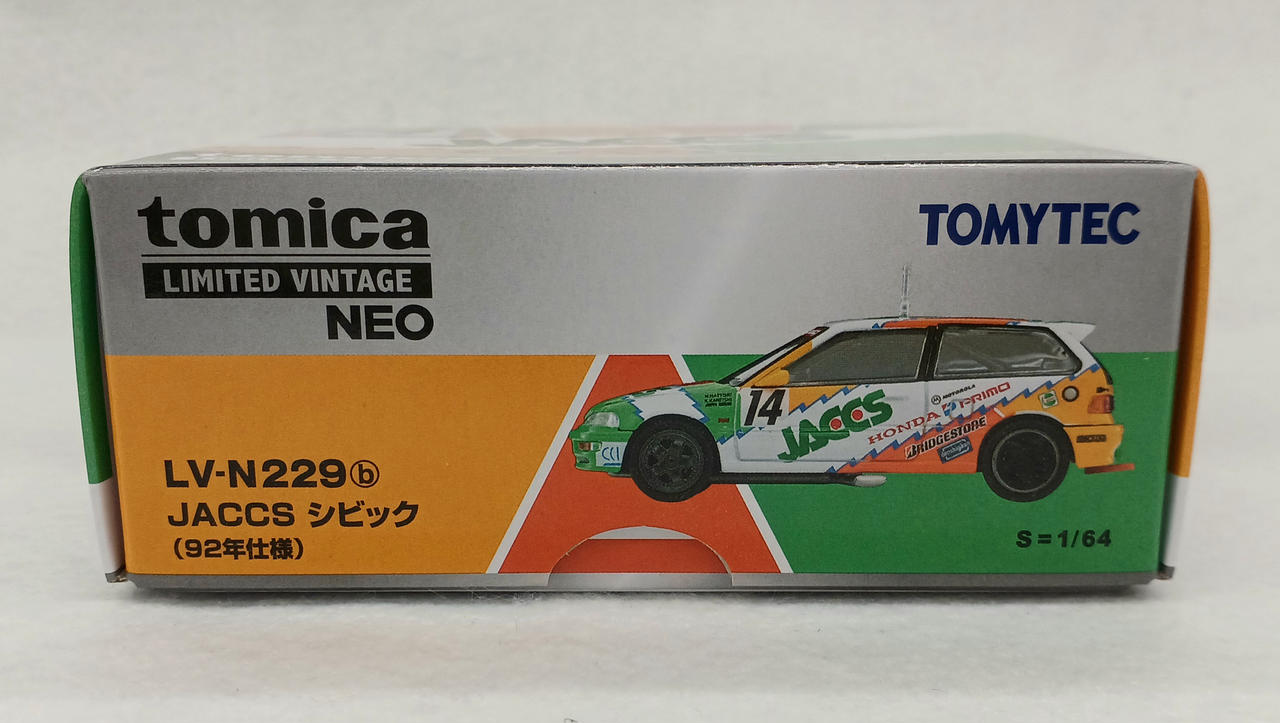 tomica
LIMITED VINTAGE
NEO
TOMYTEC
14
JACCS
MOTOROLA
HONDA PRIMO
BRIDGESTONE
LV-N229ⓑ
JACCS シビック
(92年仕様)
S=1/64